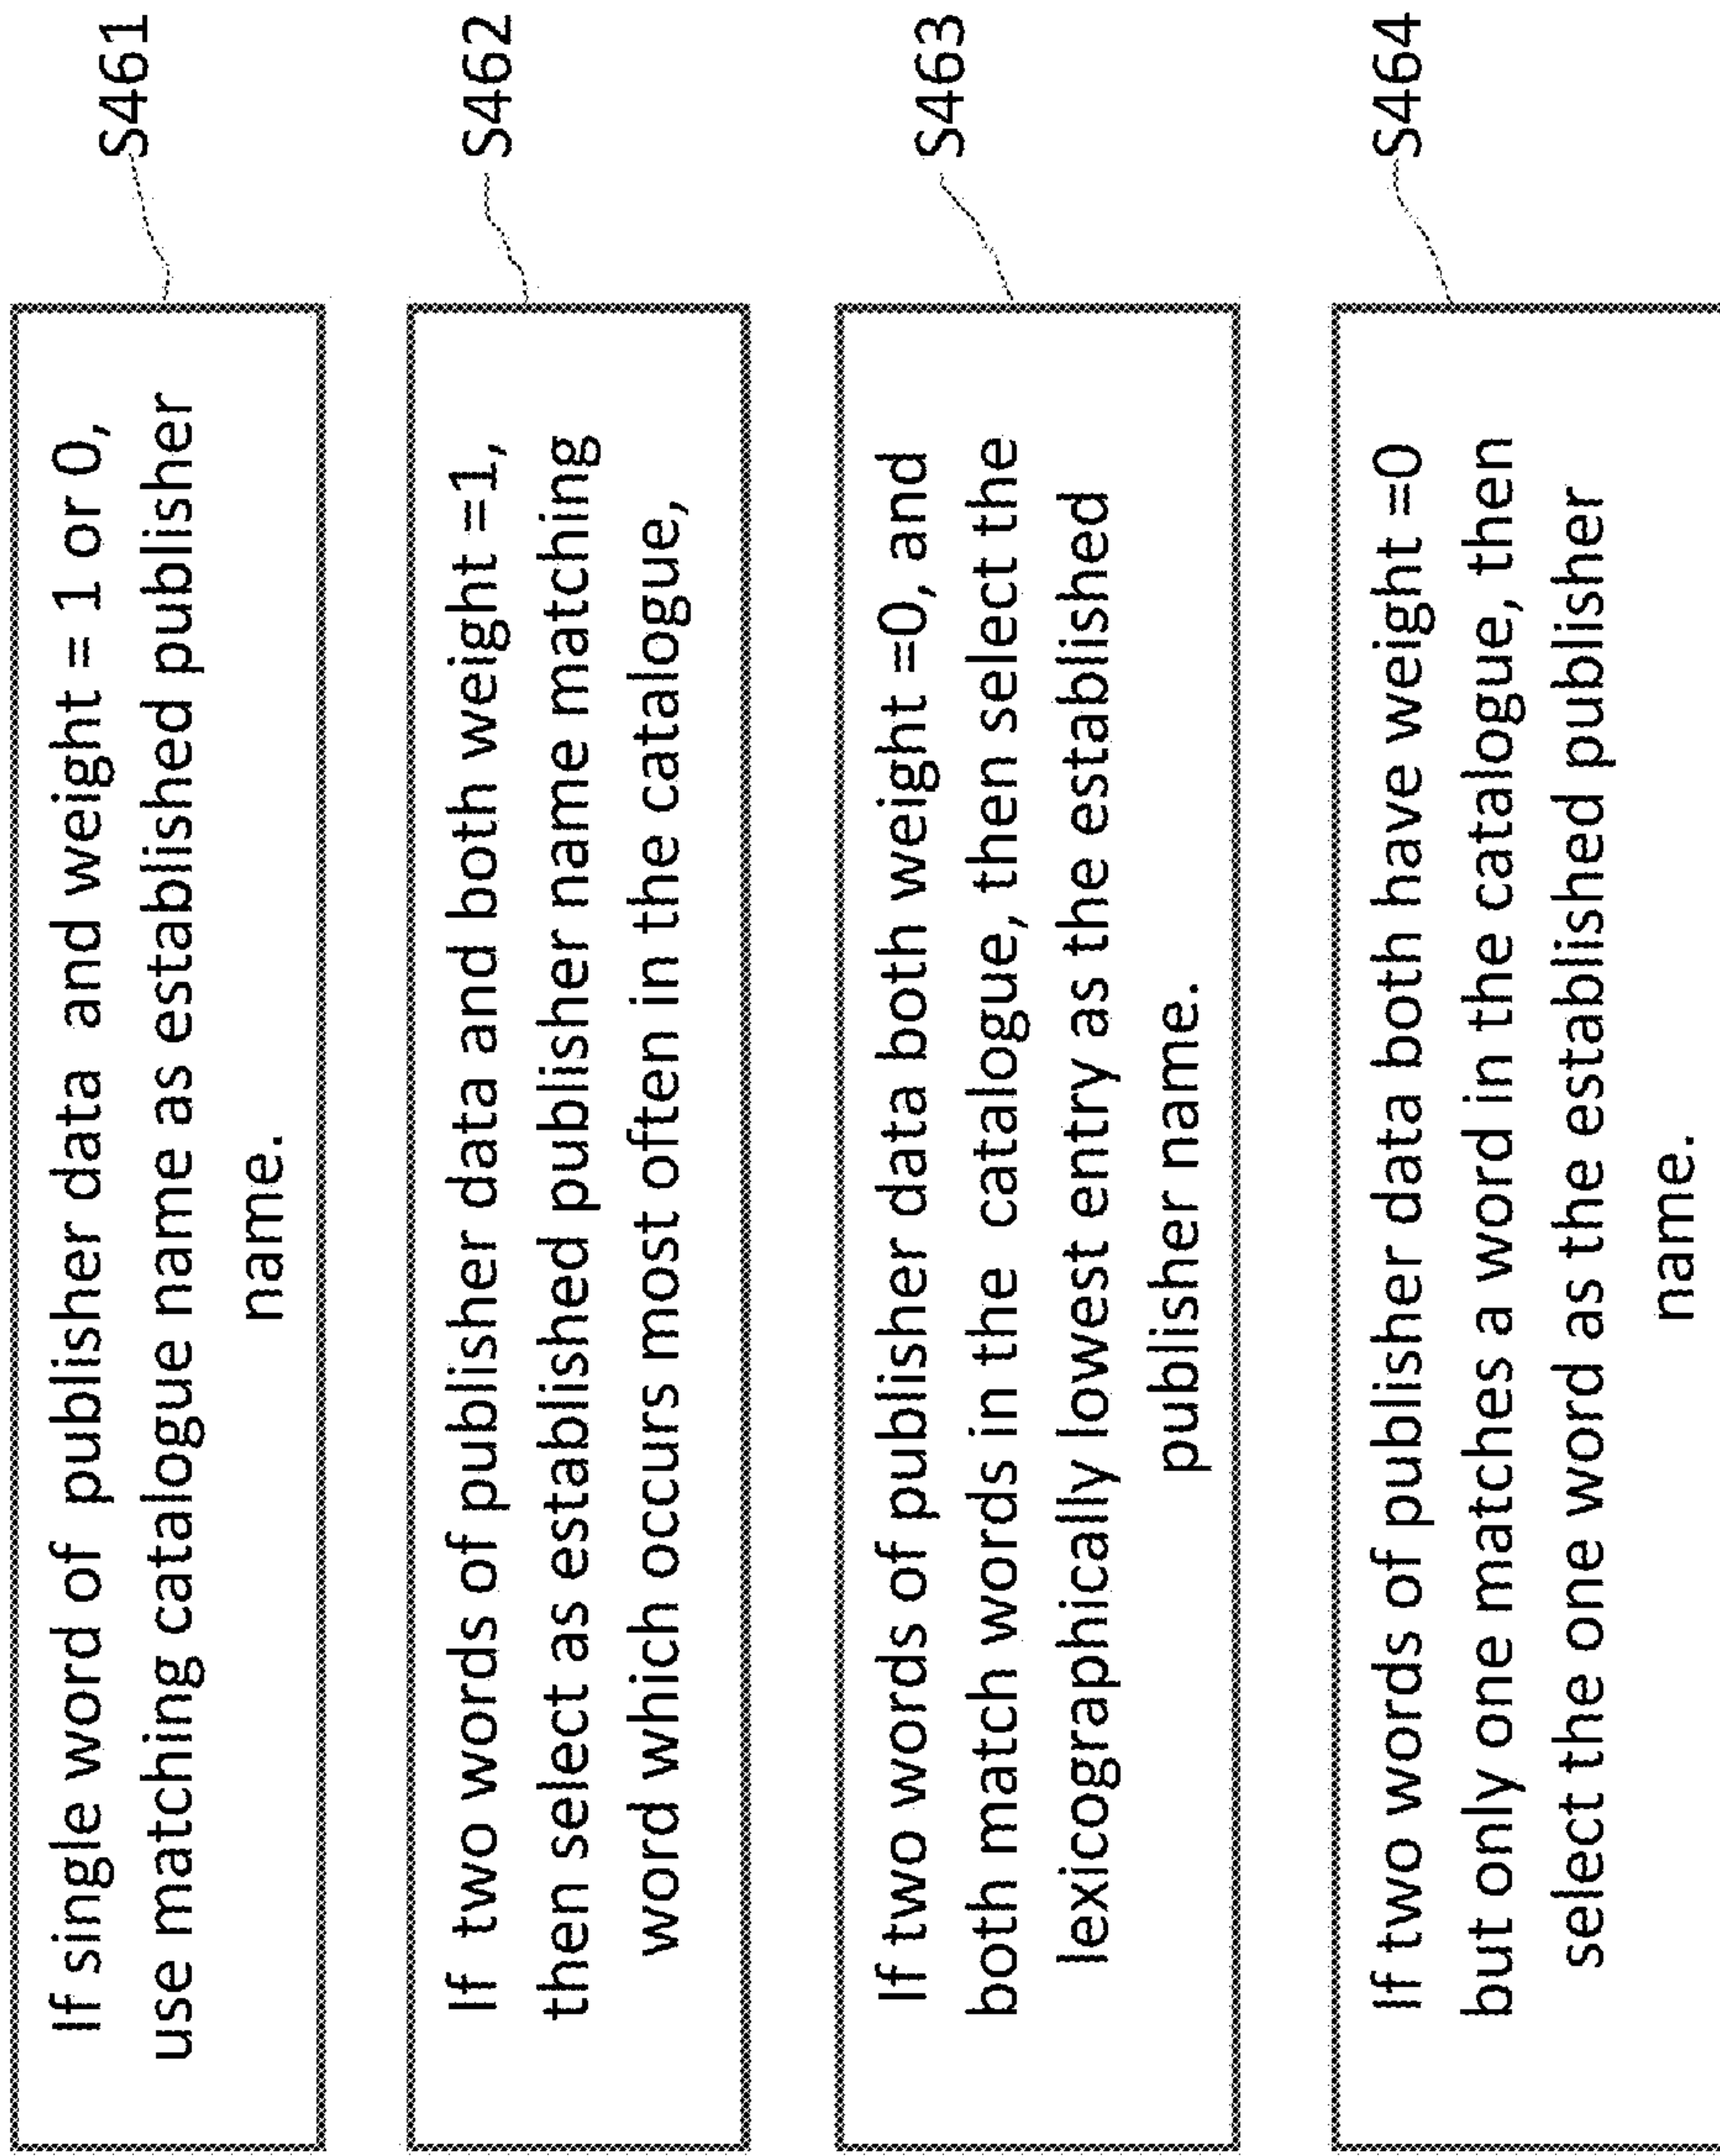 If single word of publisher data and weight = 1 or 0,
use matching catalogue name as established publisher
name.
S461
If two words of publisher data and both weight =1,
then select as established publisher name matching
word which occurs most often in the catalogue,
S462
If two words of publisher data both weight =0, and
both match words in the catalogue, then select the
lexicographically lowest entry as the established
publisher name.
S463
If two words of publisher data both have weight =0
but only one matches a word in the catalogue, then
select the one word as the established publisher
name.
S464